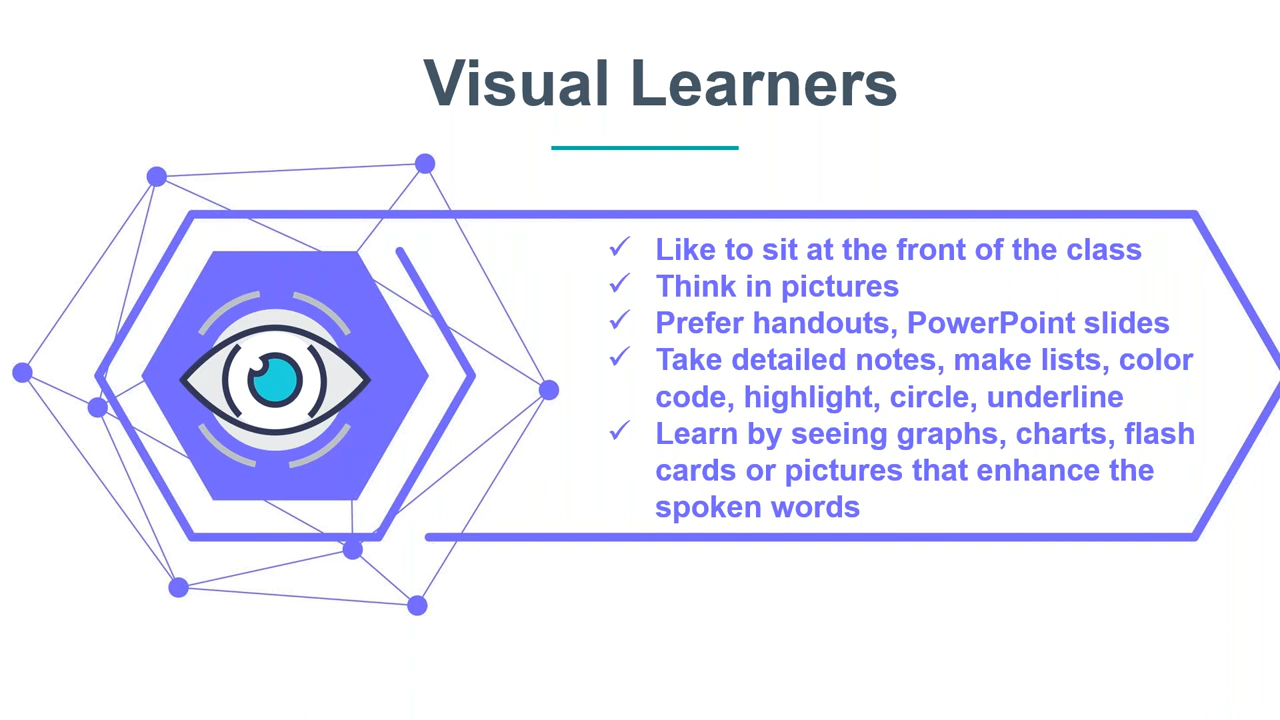 Visual Learners
✓ Like to sit at the front of the class
✓ Think in pictures
✓ Prefer handouts, PowerPoint slides
✓ Take detailed notes, make lists, color
code, highlight, circle, underline
✓ Learn by seeing graphs, charts, flash
cards or pictures that enhance the
spoken words